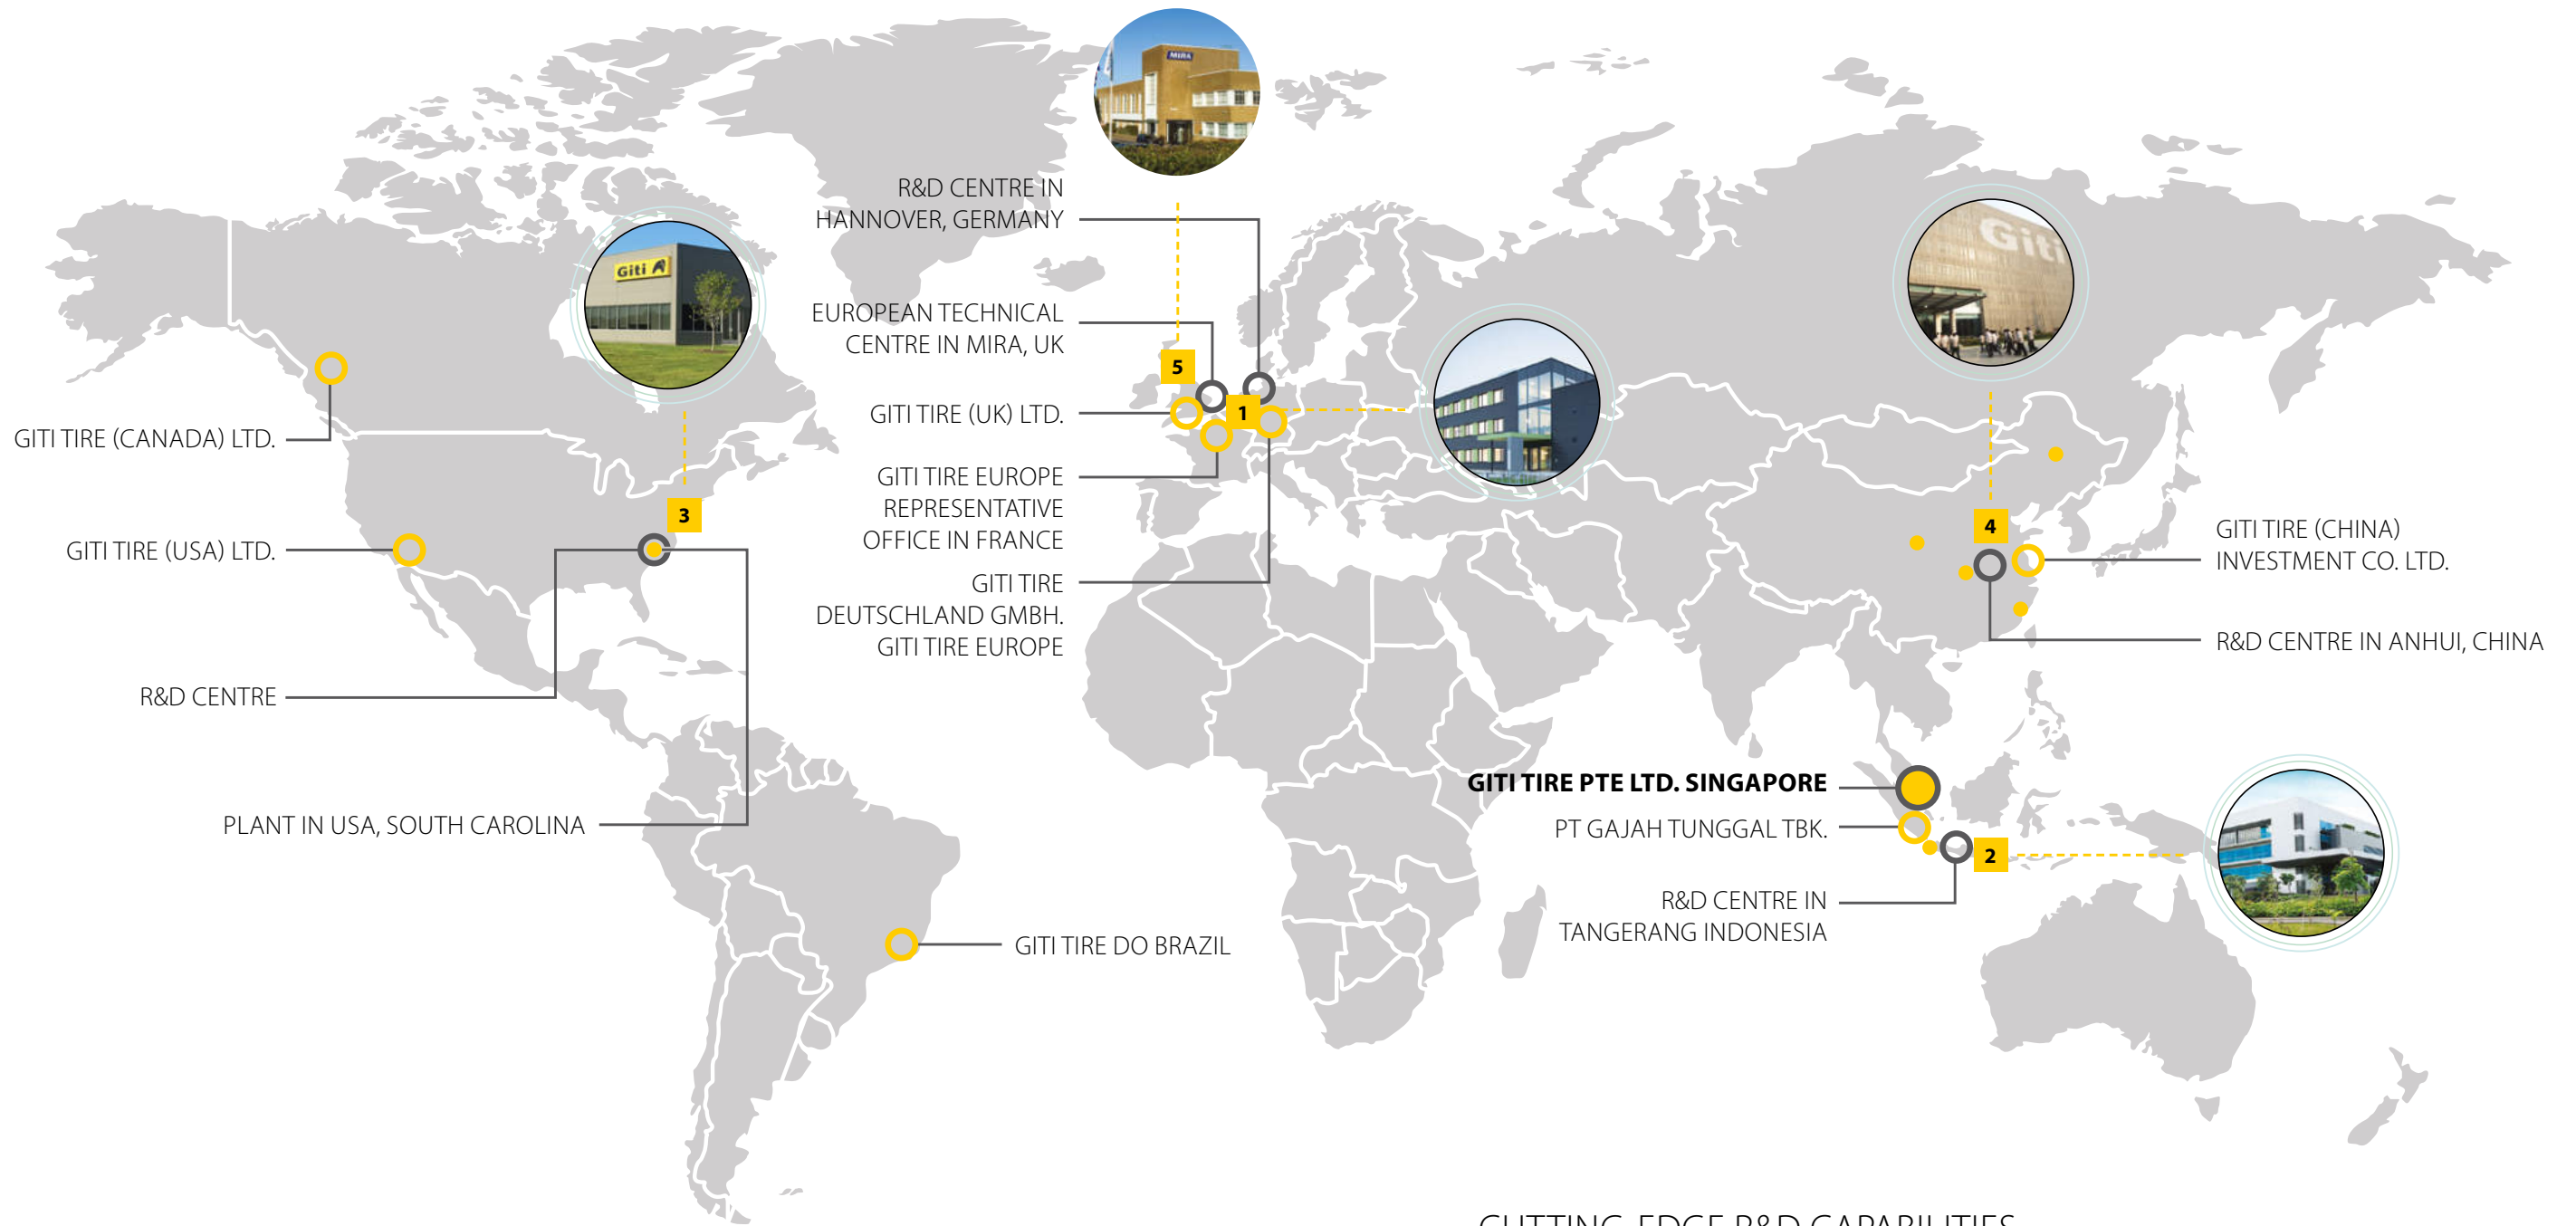 MIRA
R&D CENTRE IN
HANNOVER, GERMANY
Giti
Giti
EUROPEAN TECHNICAL
CENTRE IN MIRA, UK
5
GITI TIRE (UK) LTD.
1
GITI TIRE (CANADA) LTD.
GITI TIRE EUROPE
REPRESENTATIVE
OFFICE IN FRANCE
3
4
GITI TIRE (USA) LTD.
GITI TIRE (CHINA)
INVESTMENT CO. LTD.
GITI TIRE
DEUTSCHLAND GMBH.
GITI TIRE EUROPE
R&D CENTRE IN ANHUI, CHINA
R&D CENTRE
GITI TIRE PTE LTD. SINGAPORE
PLANT IN USA, SOUTH CAROLINA
PT GAJAH TUNGGAL TBK.
2
R&D CENTRE IN
TANGERANG INDONESIA
GITI TIRE DO BRAZIL
CUTTING-EDGE R&D CAPABILITIES